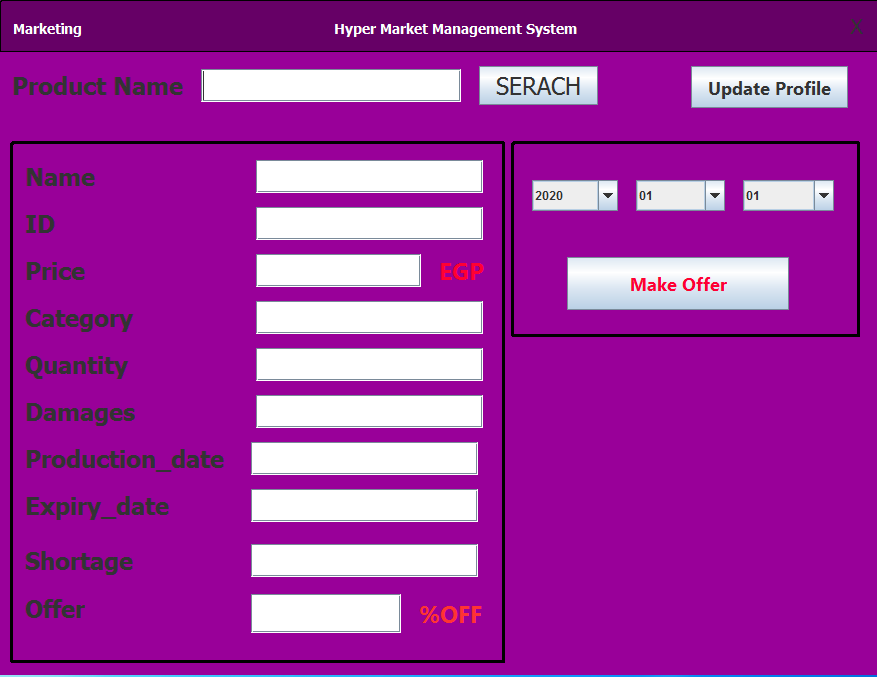 Marketing Hyper Market Management System X
Product Name SERACH Update Profile
Name
ID
Price EGP
Category
Quantity
Damages
Production_date
Expiry_date
Shortage
Offer %OFF
2020 01 01
Make Offer